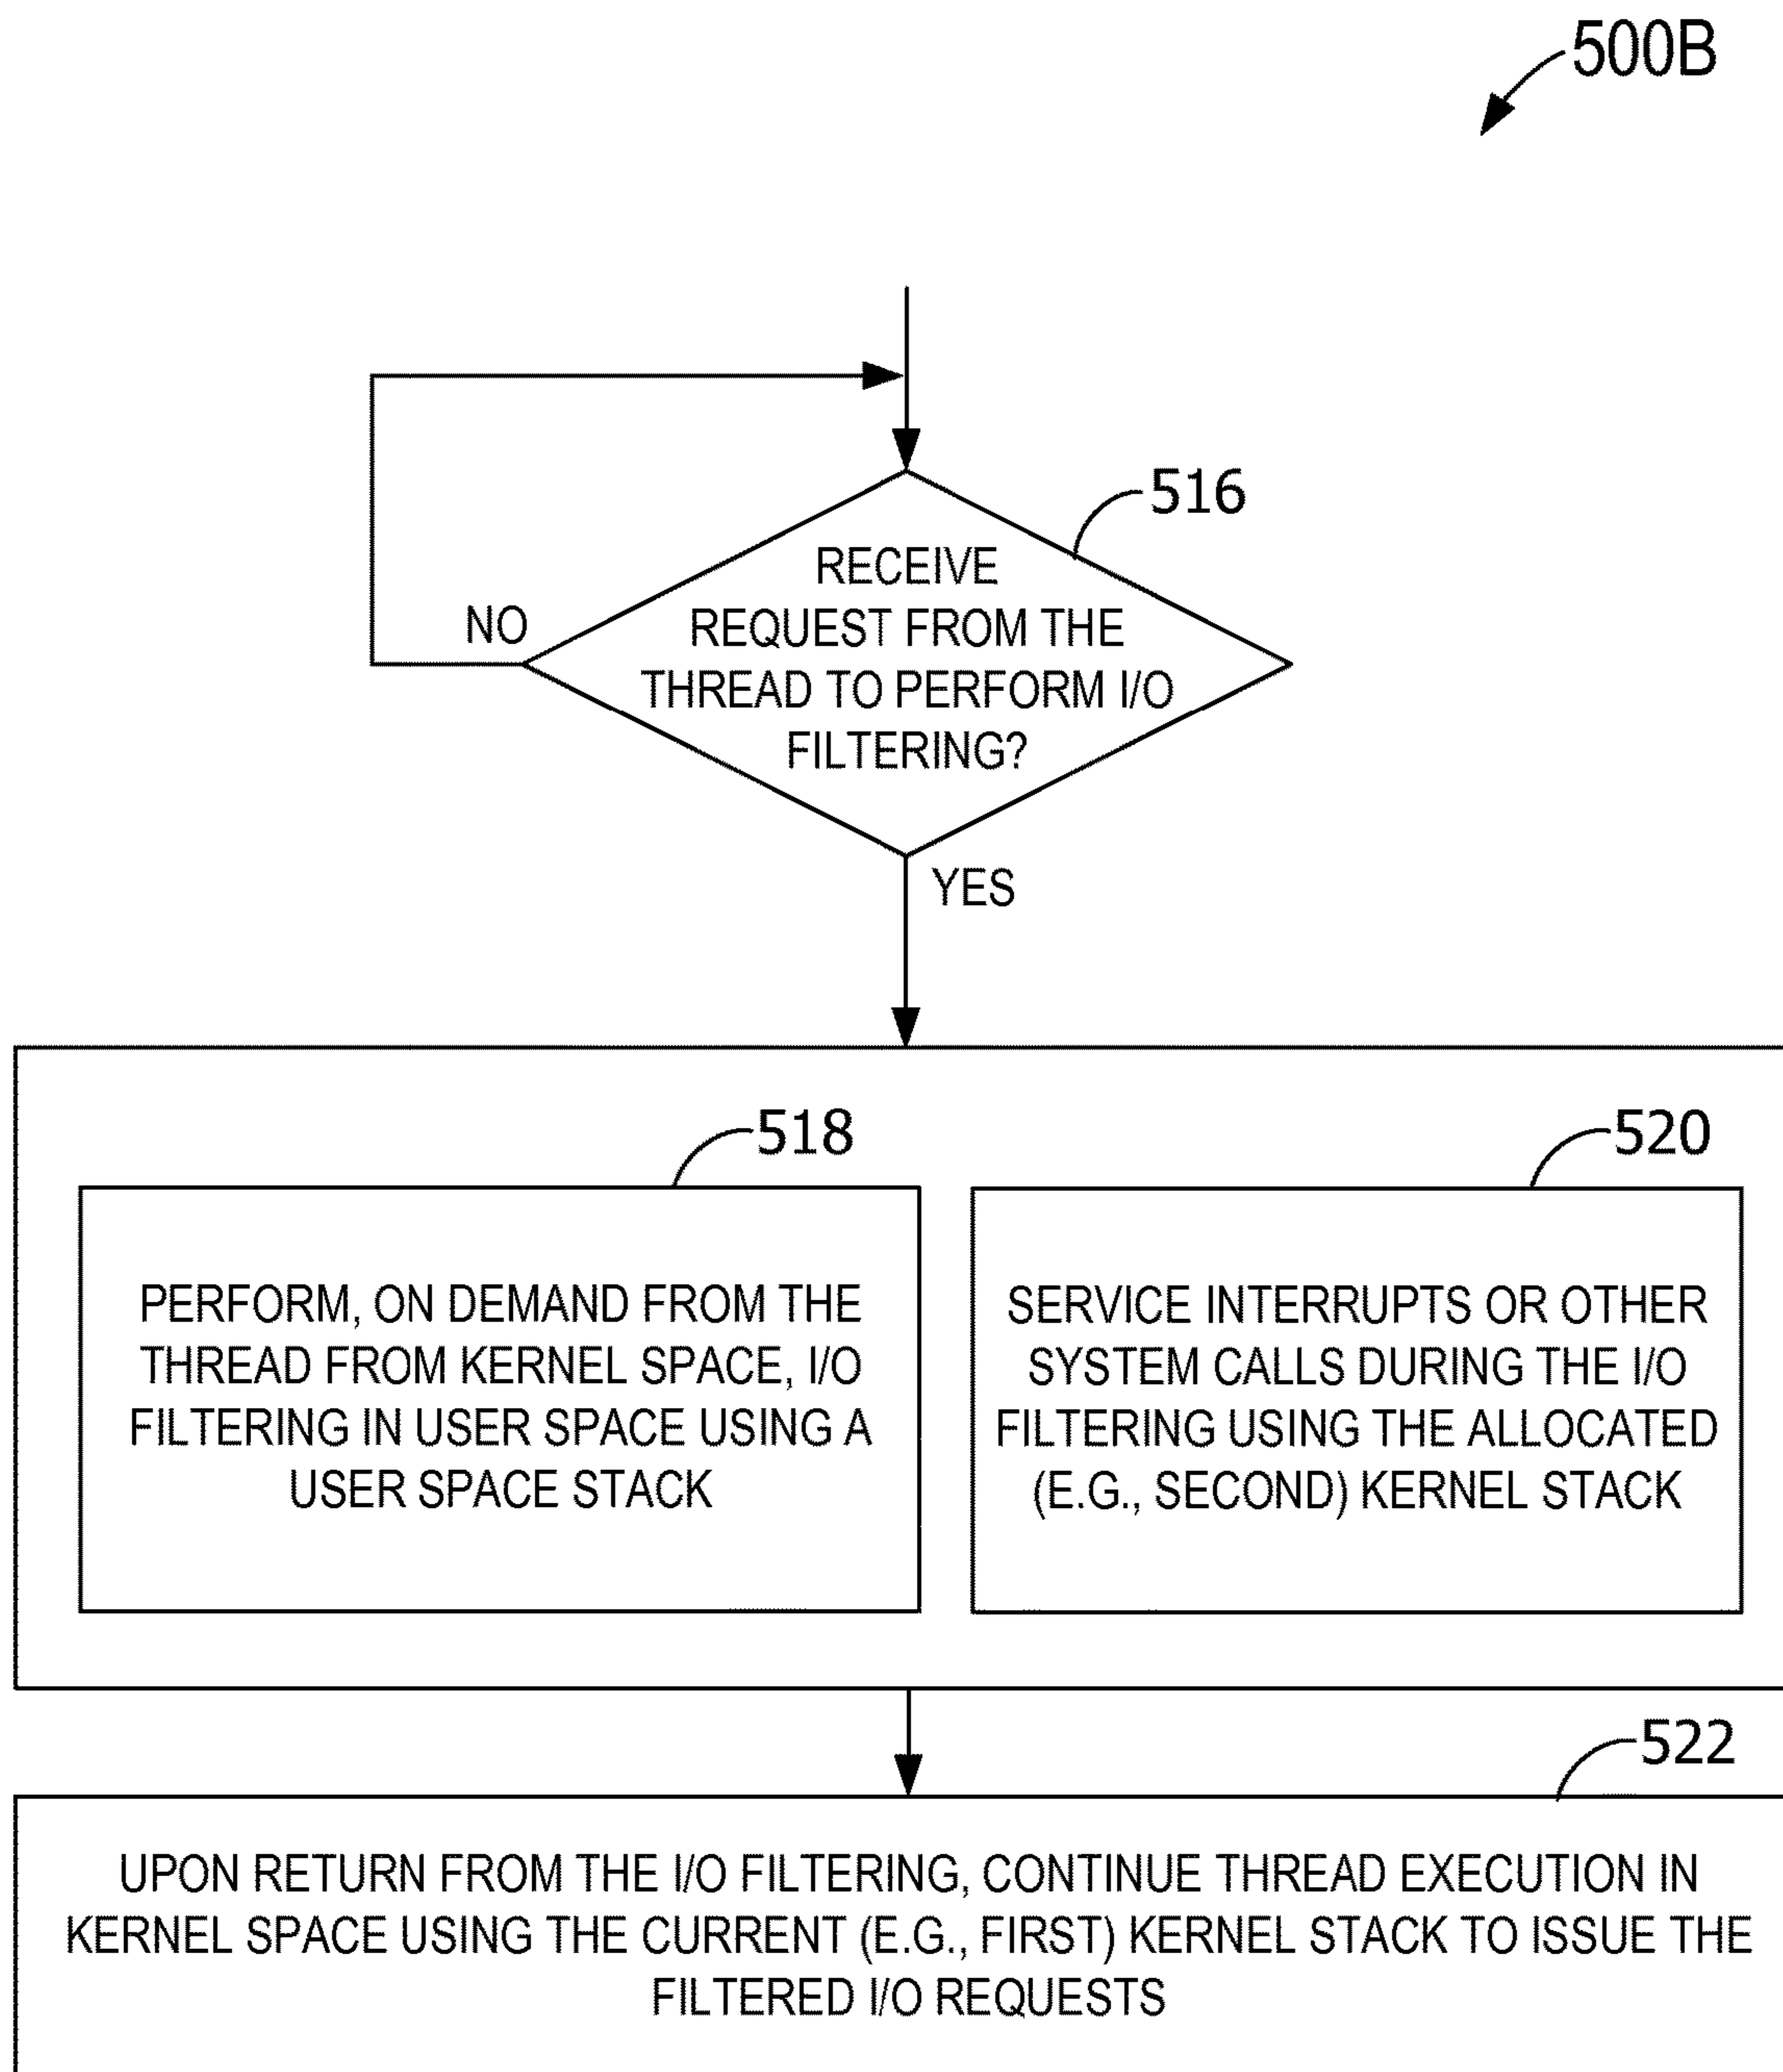 500B
516
RECEIVE
REQUEST FROM THE
THREAD TO PERFORM I/O
FILTERING?
NO
YES
518
PERFORM, ON DEMAND FROM THE
THREAD FROM KERNEL SPACE, I/O
FILTERING IN USER SPACE USING A
USER SPACE STACK
520
SERVICE INTERRUPTS OR OTHER
SYSTEM CALLS DURING THE I/O
FILTERING USING THE ALLOCATED
(E.G., SECOND) KERNEL STACK
522
UPON RETURN FROM THE I/O FILTERING, CONTINUE THREAD EXECUTION IN
KERNEL SPACE USING THE CURRENT (E.G., FIRST) KERNEL STACK TO ISSUE THE
FILTERED I/O REQUESTS